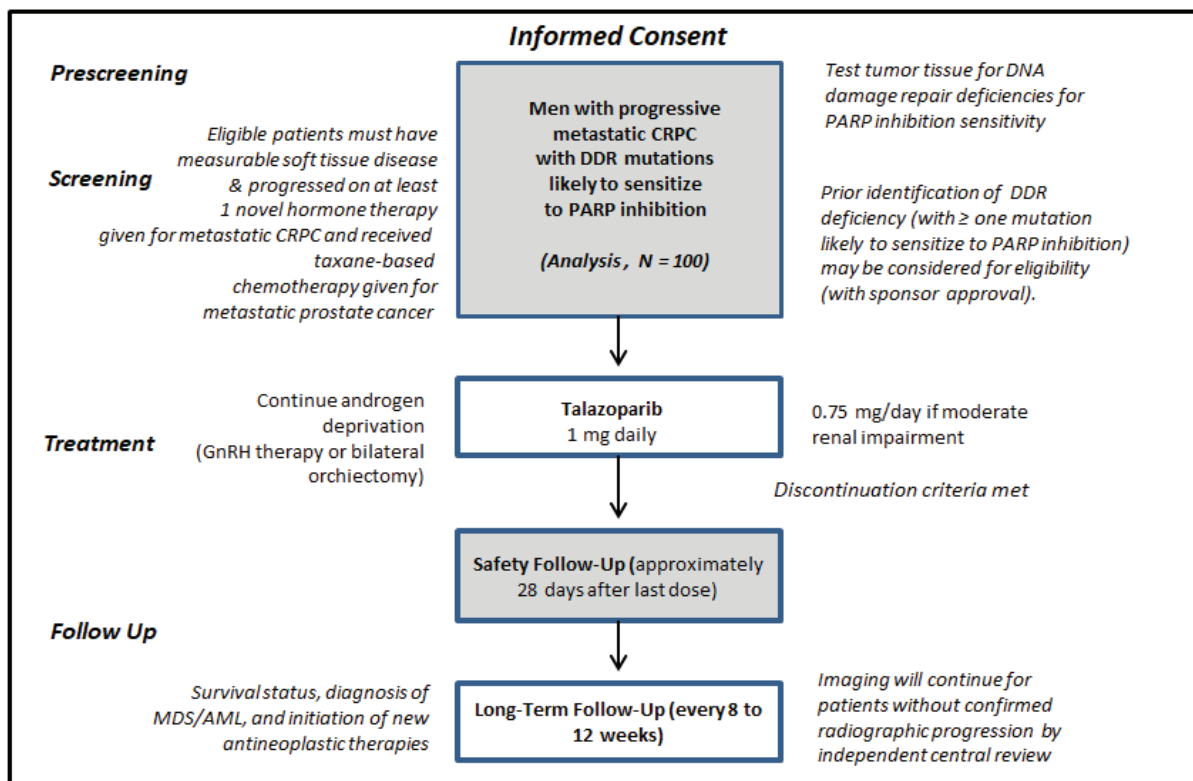 Informed Consent
Prescreening
Test tumor tissue for DNA
damage repair deficiencies for
PARP inhibition sensitivity
Men with progressive
metastatic CRPC
with DDR mutations
likely to sensitize
to PARP inhibition
(Analysis , N = 100)
Screening
Eligible patients must have
measurable soft tissue disease
& progressed on at least
1 novel hormone therapy
given for metastatic CRPC and received
taxane-based
chemotherapy given for
metastatic prostate cancer
Prior identification of DDR
deficiency (with ≥ one mutation
likely to sensitize to PARP inhibition)
may be considered for eligibility
(with sponsor approval).
Treatment
Continue androgen
deprivation
(GnRH therapy or bilateral
orchiectomy)
Talazoparib
1 mg daily
0.75 mg/day if moderate
renal impairment
Discontinuation criteria met
Safety Follow-Up (approximately
28 days after last dose)
Follow Up
Survival status, diagnosis of
MDS/AML, and initiation of new
antineoplastic therapies
Long-Term Follow-Up (every 8 to
12 weeks)
Imaging will continue for
patients without confirmed
radiographic progression by
independent central review